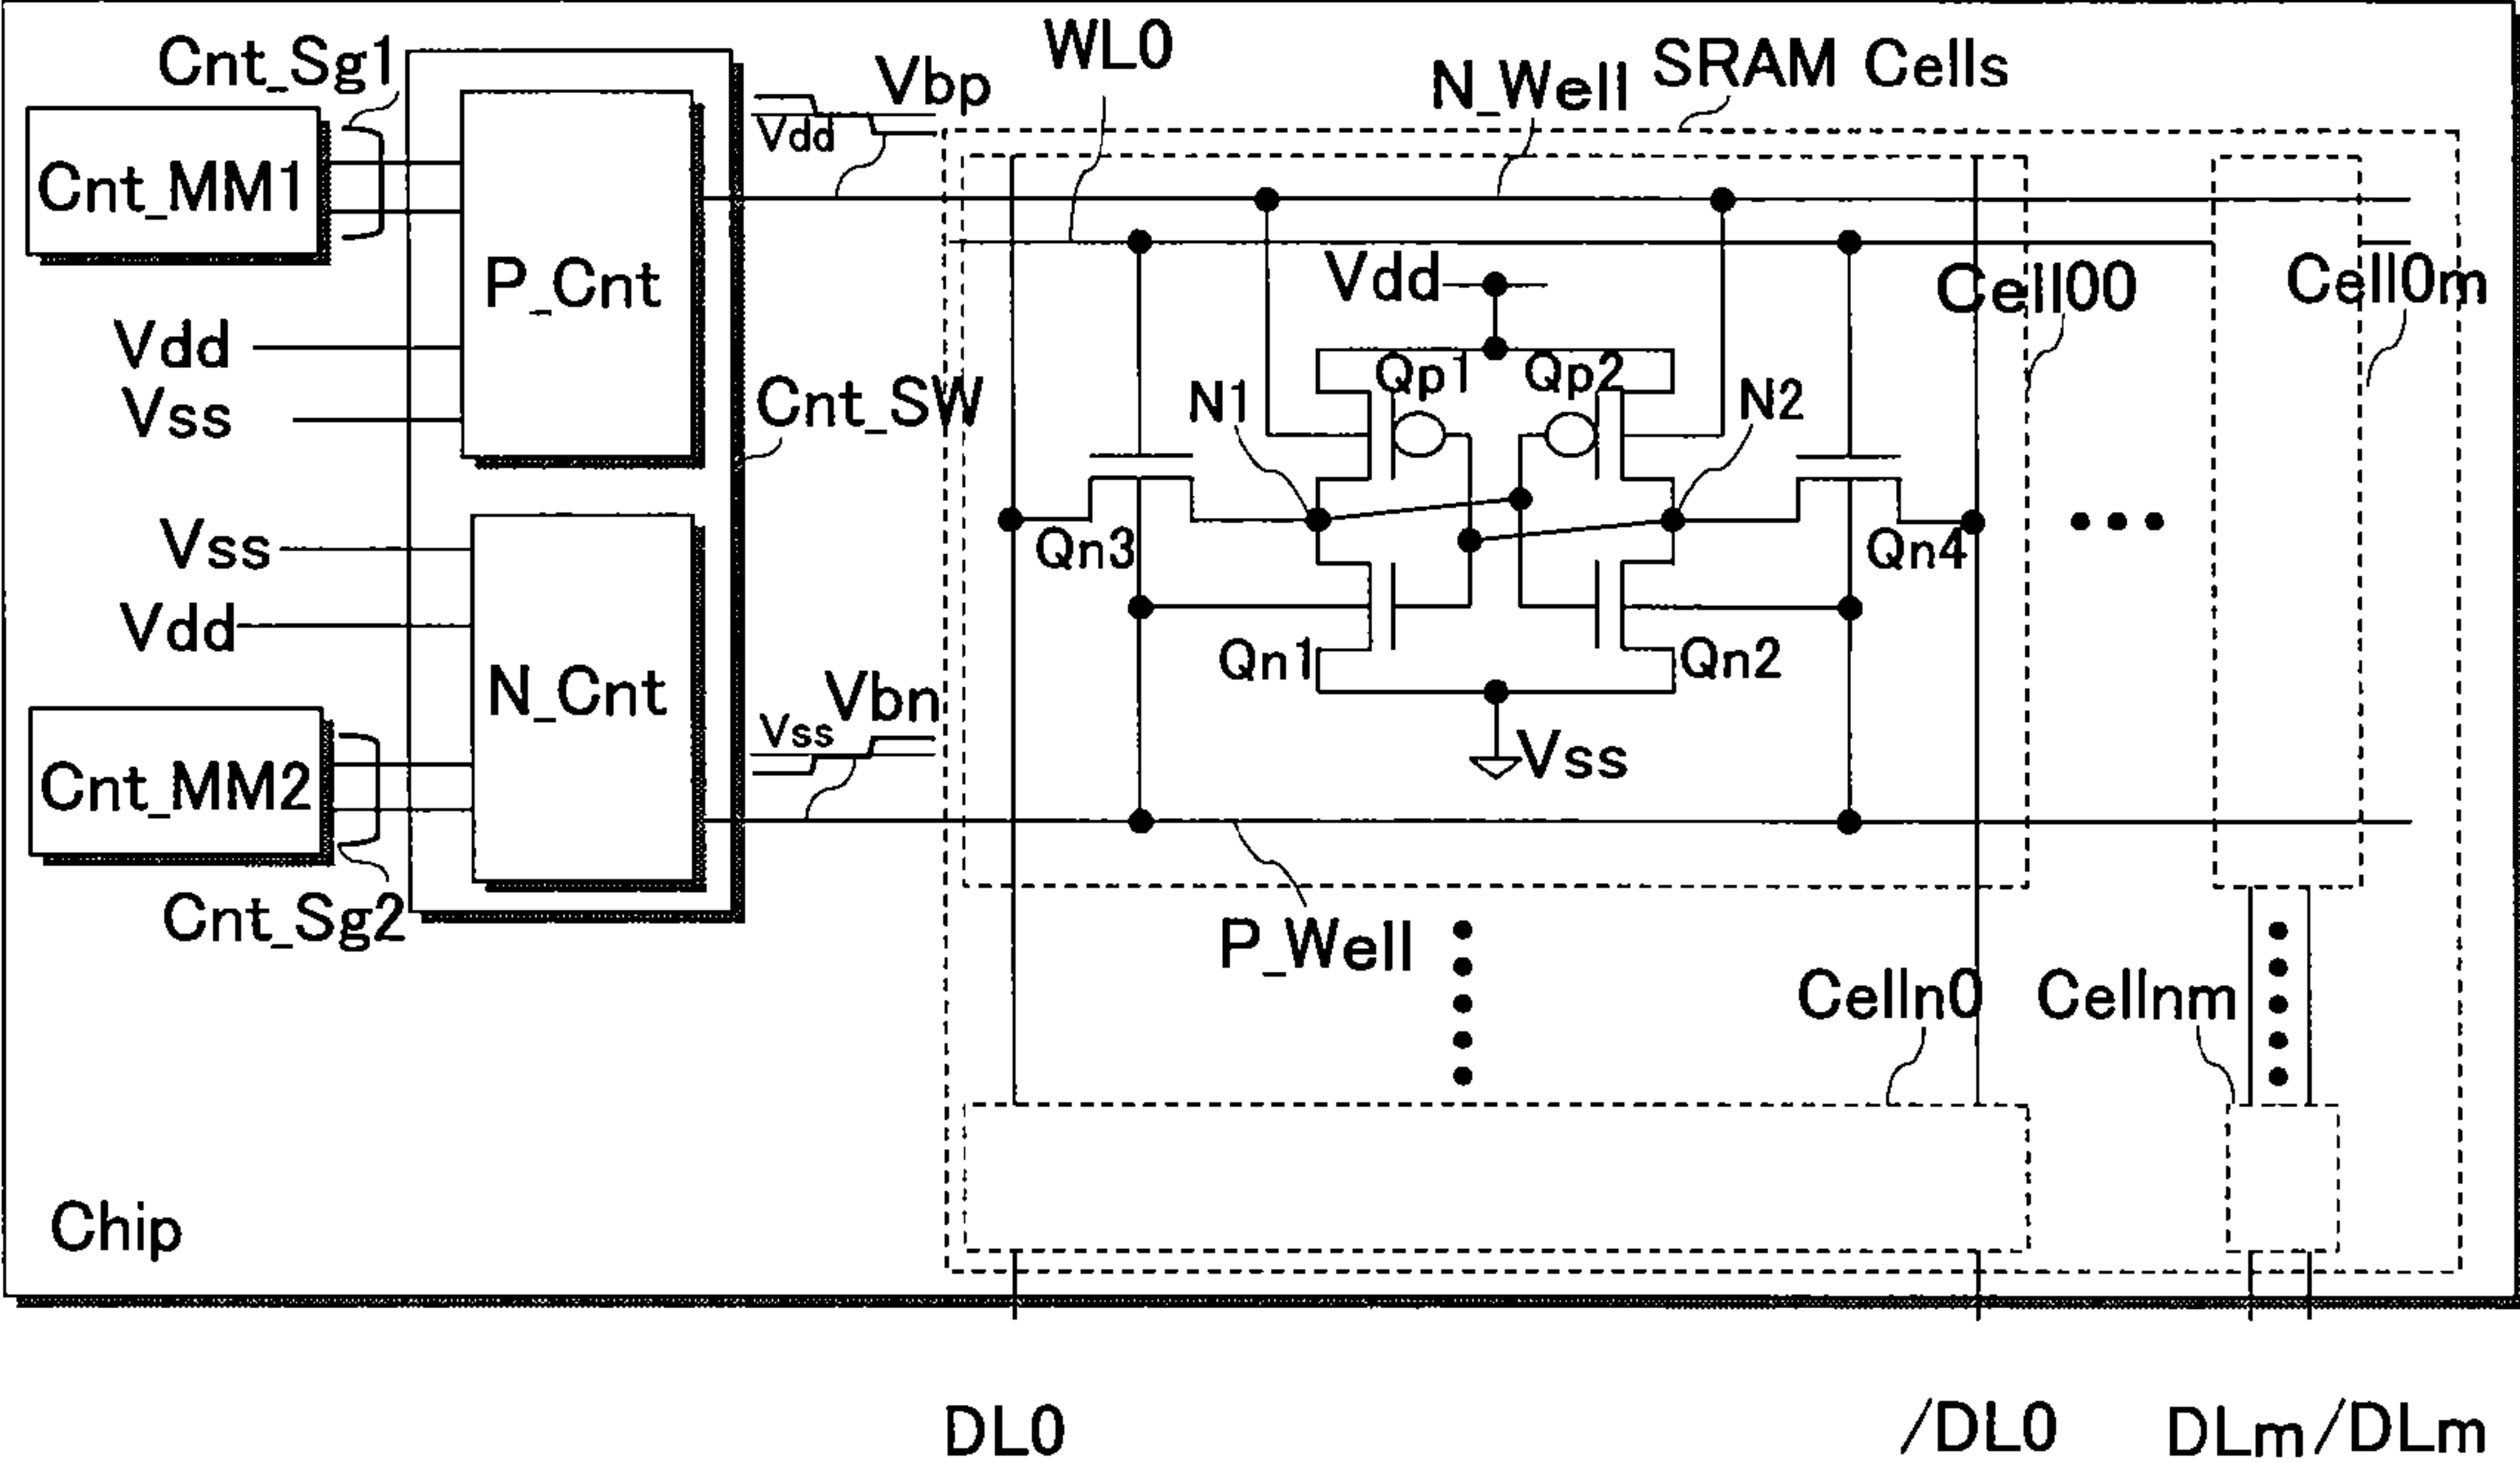 Cnt_Sg1
WL0
Vbp
N_Well
SRAM Cells
Vdd
Cnt_MM1
P_Cnt
Vdd
Cell00
Cell0m
Vdd
Vss
Cnt_SW
Qp1
Qp2
N1
N2
Vss
Qn3
Qn4
Vdd
Qn1
Qn2
N_Cnt
Vbn
Vss
Vss
Cnt_MM2
Cnt_Sg2
P_Well
Celln0
Cellnm
Chip
DL0
/DL0
DLm
/DLm